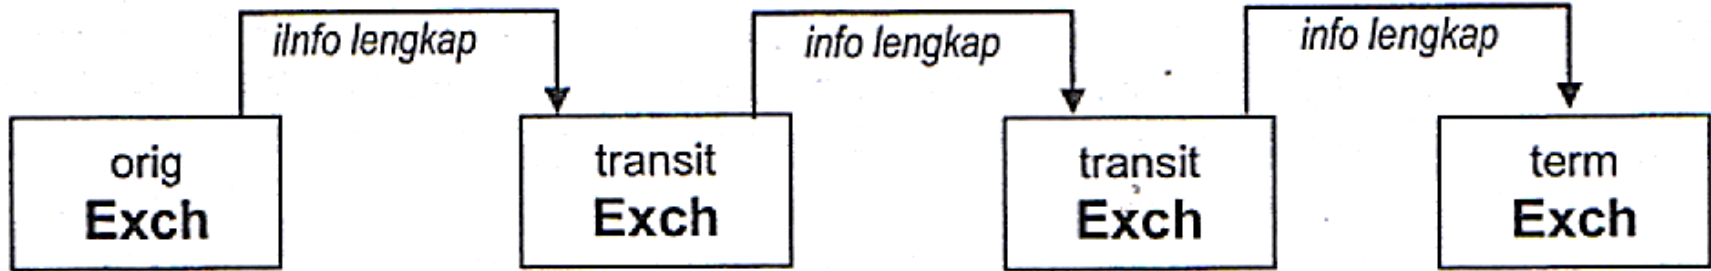 iInfo lengkap
info lengkap
info lengkap
orig
Exch
transit
Exch
transit
Exch
term
Exch